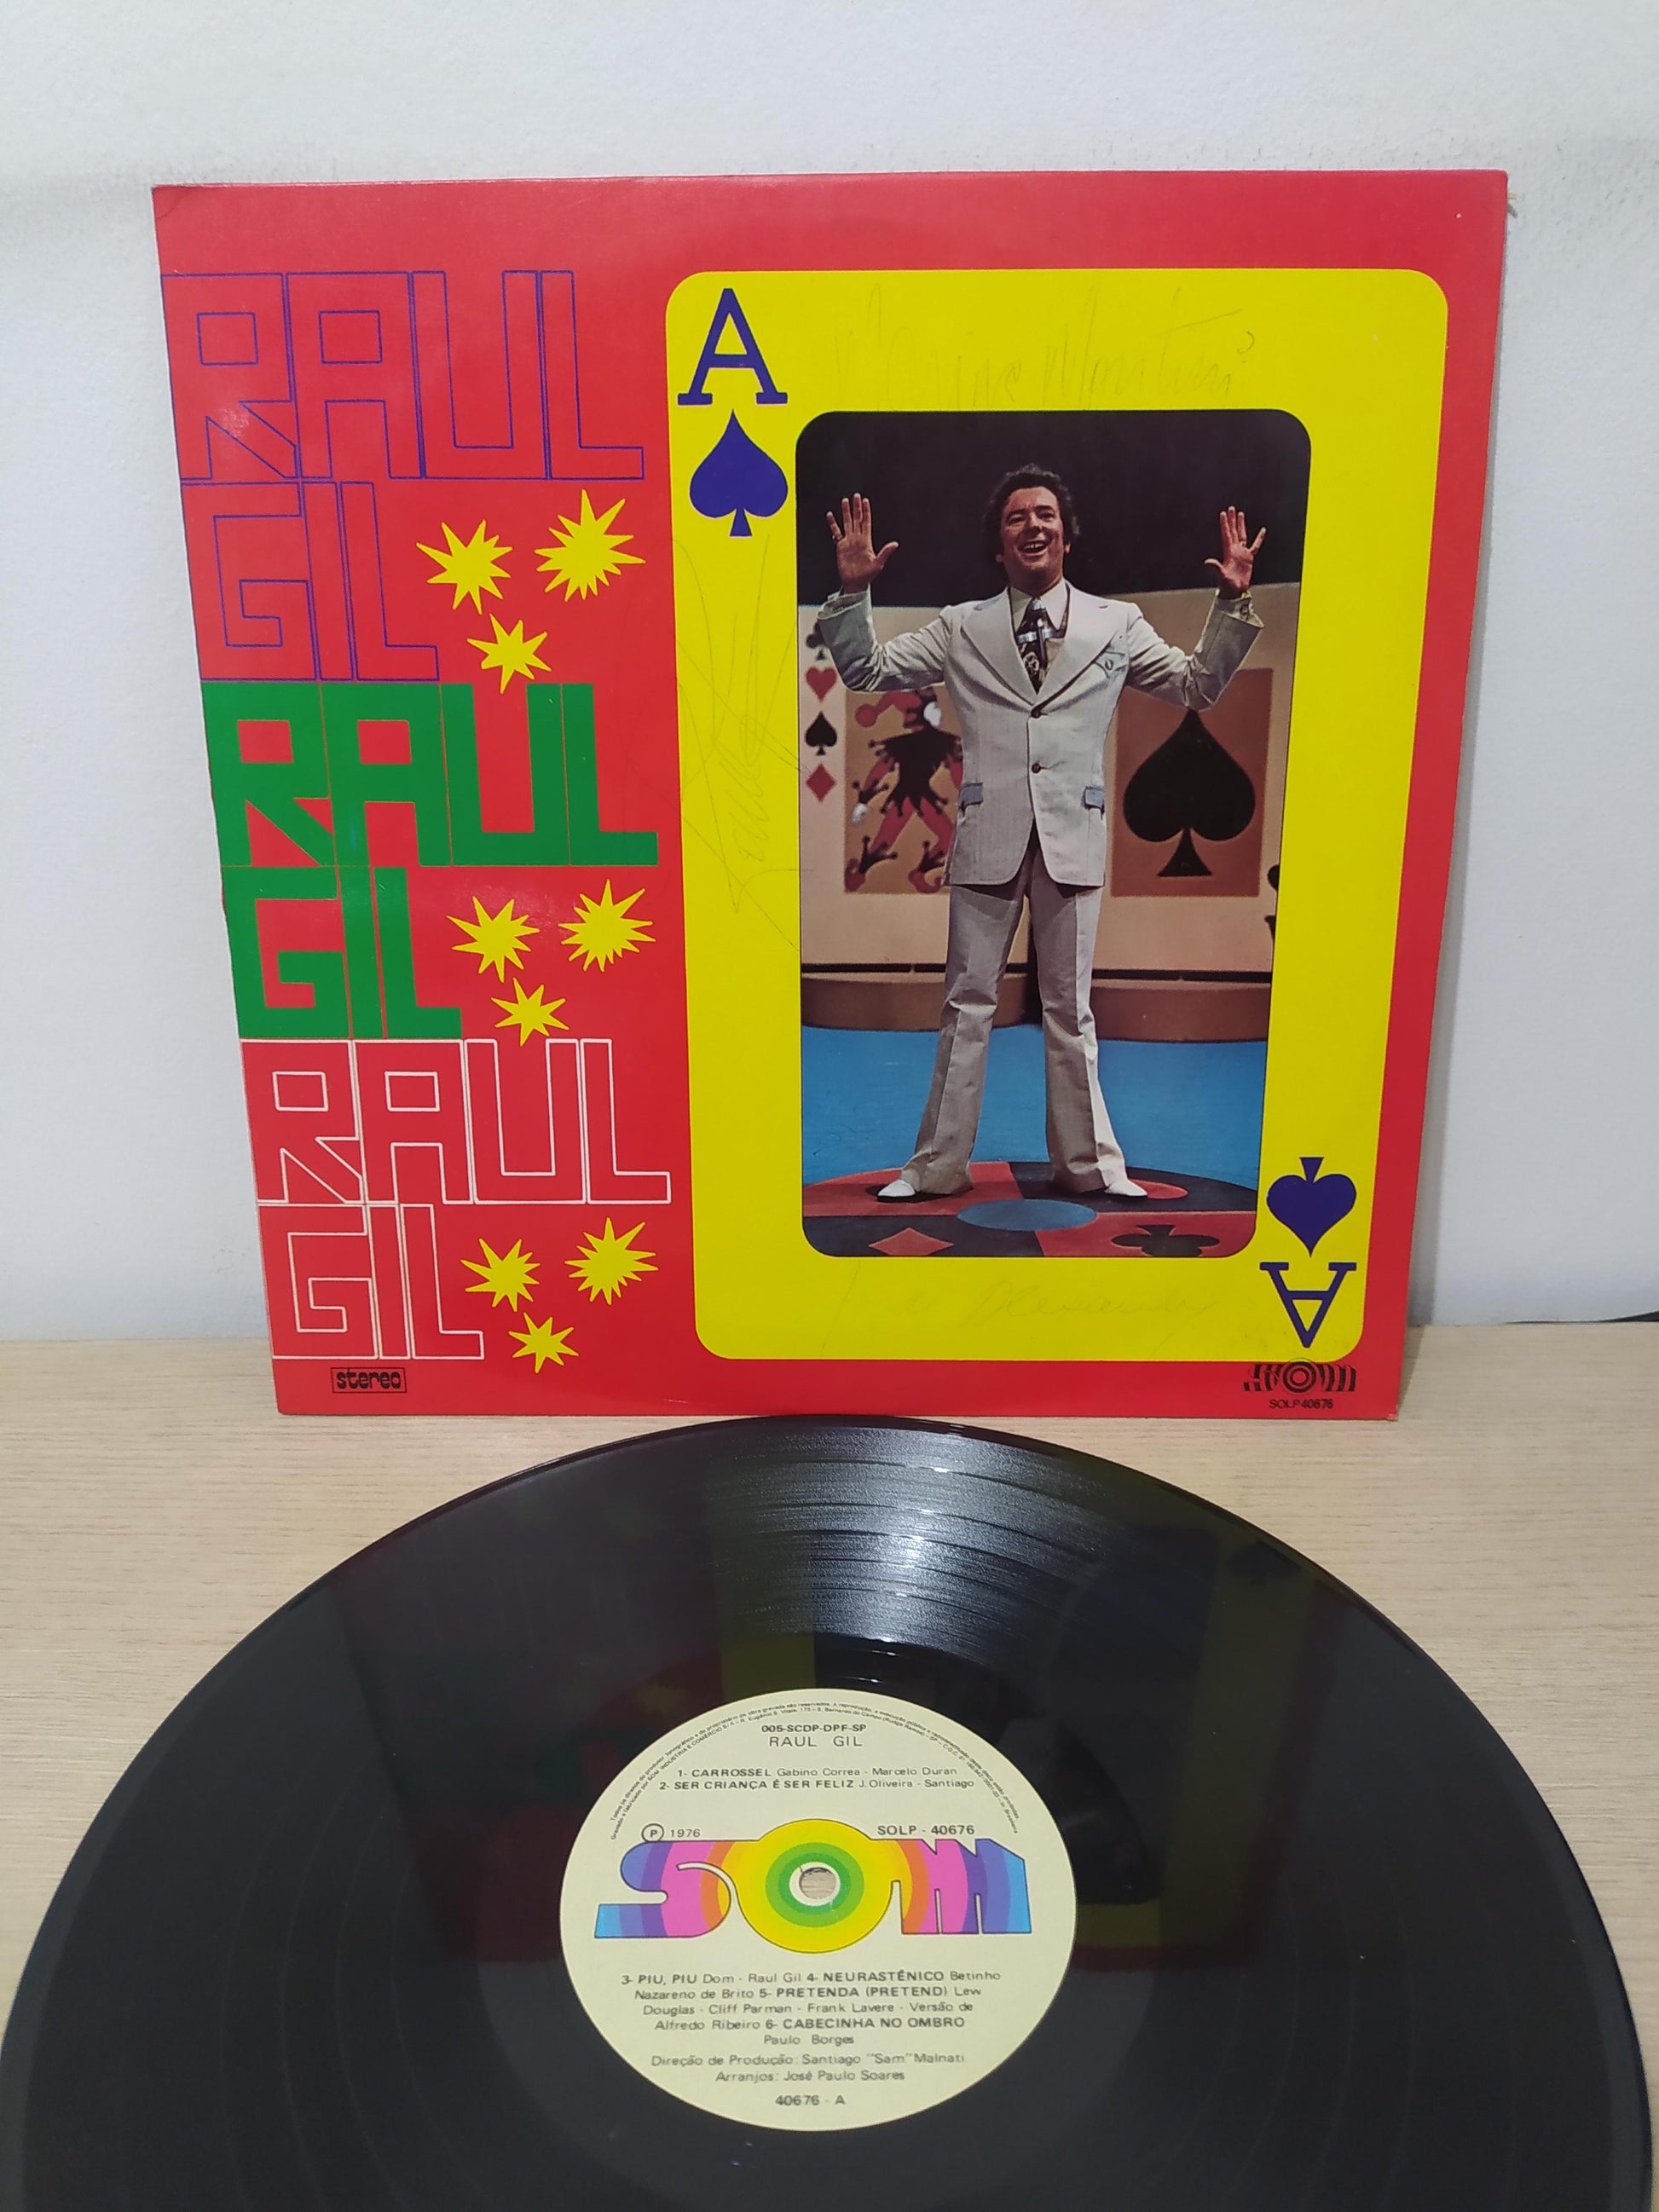 RAUL
GIL
RAUL
GIL
RAUL
GIL
A
A
stereo
SOM
SOLP 40676
005-SCDP-DPF-SP
RAUL GIL
1- CARROSSEL Gabino Correa - Marcelo Duran
2- SER CRIANÇA É SER FELIZ J.Oliveira - Santiago
Ⓟ 1976
SOLP - 40676
SOM
3- PIU, PIU Dom - Raul Gil 4- NEURASTÊNICO Betinho
Nazareno de Brito 5- PRETENDA (PRETEND) Lew
Douglas - Cliff Parman - Frank Lavere - Versão de
Alfredo Ribeiro 6- CABECINHA NO OMBRO
Paulo Borges
Direção de Produção: Santiago "Sam" Malnati
Arranjos: José Paulo Soares
40676 - A